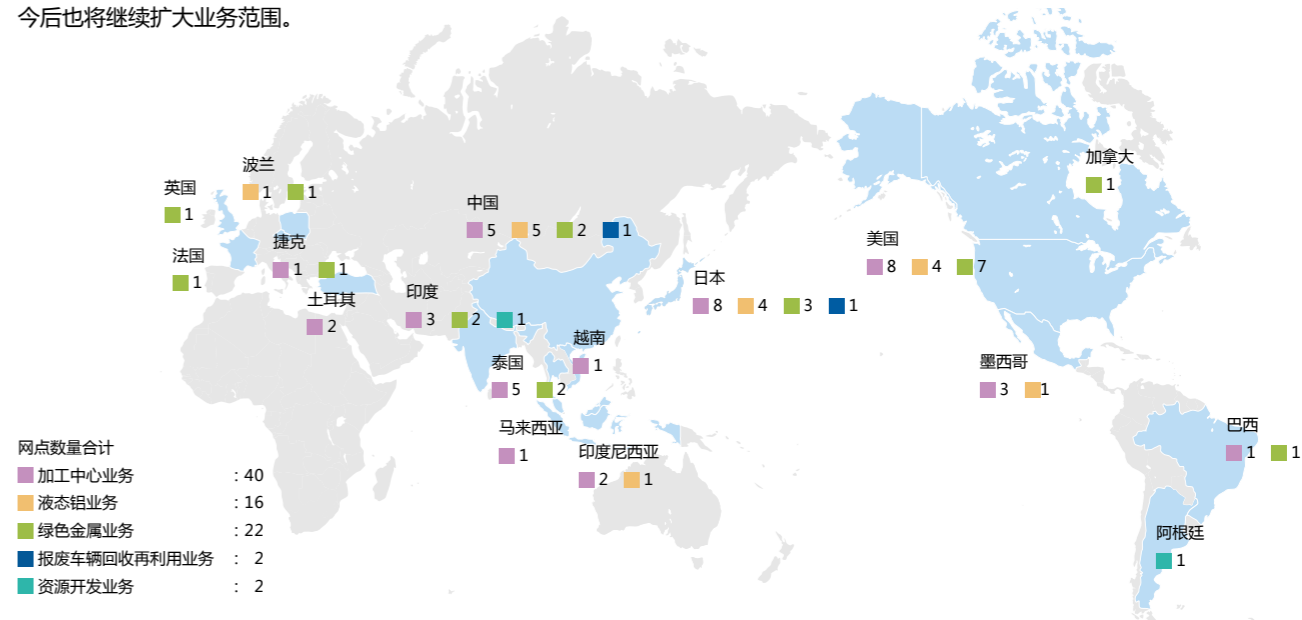 今后也将继续扩大业务范围。
波兰
1 1
英国
1
捷克
1 1
法国
1
土耳其
2
中国
5 5 2 1
印度
3 2 1
日本
8 4 3 1
越南
1
泰国
5 2
马来西亚
1
印度尼西亚
2 1
加拿大
1
美国
8 4 7
墨西哥
3 1
巴西
1 1
阿根廷
1
网点数量合计
加工中心业务 : 40
液态铝业务 : 16
绿色金属业务 : 22
报废车辆回收再利用业务 : 2
资源开发业务 : 2